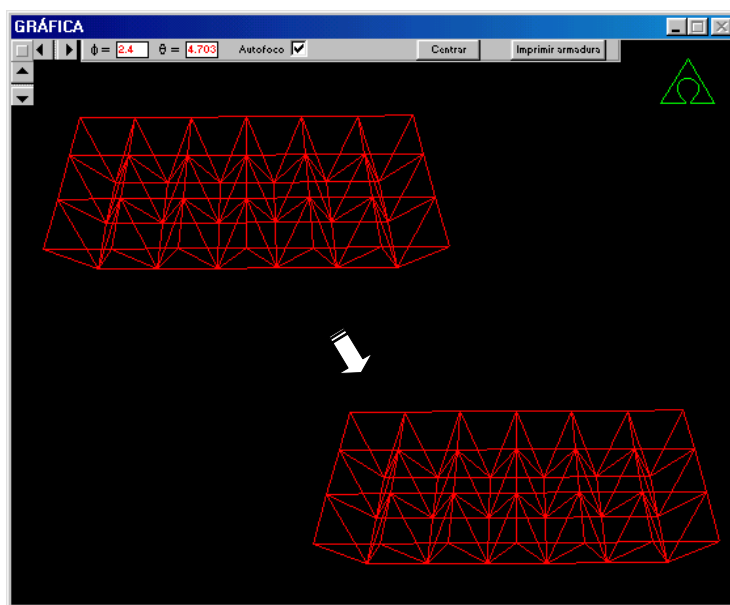 GRÁFICA
ϕ = 2.4 θ = 4.703 Autofoco Centrar Imprimir armadura